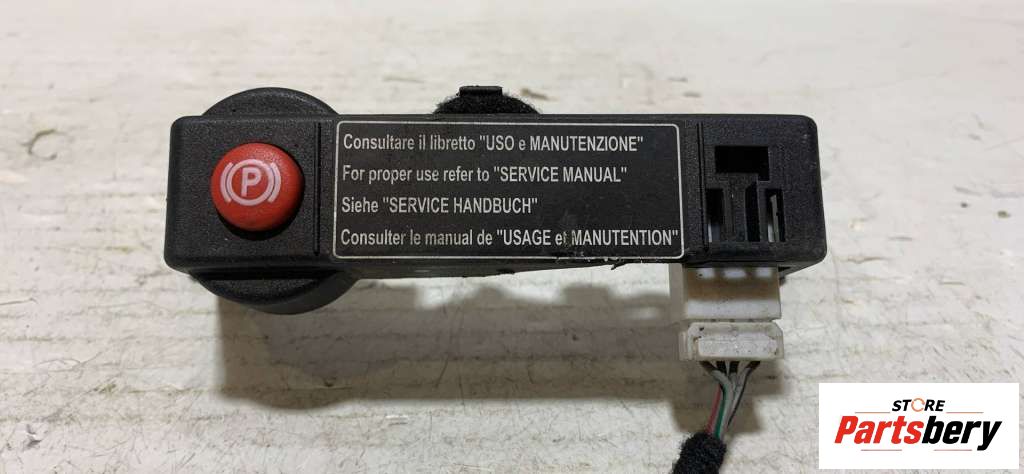 P
Consultare il libretto "USO e MANUTENZIONE"
For proper use refer to "SERVICE MANUAL"
Siehe "SERVICE HANDBUCH"
Consulter le manual de "USAGE et MANUTENTION"
STORE
Partsbery